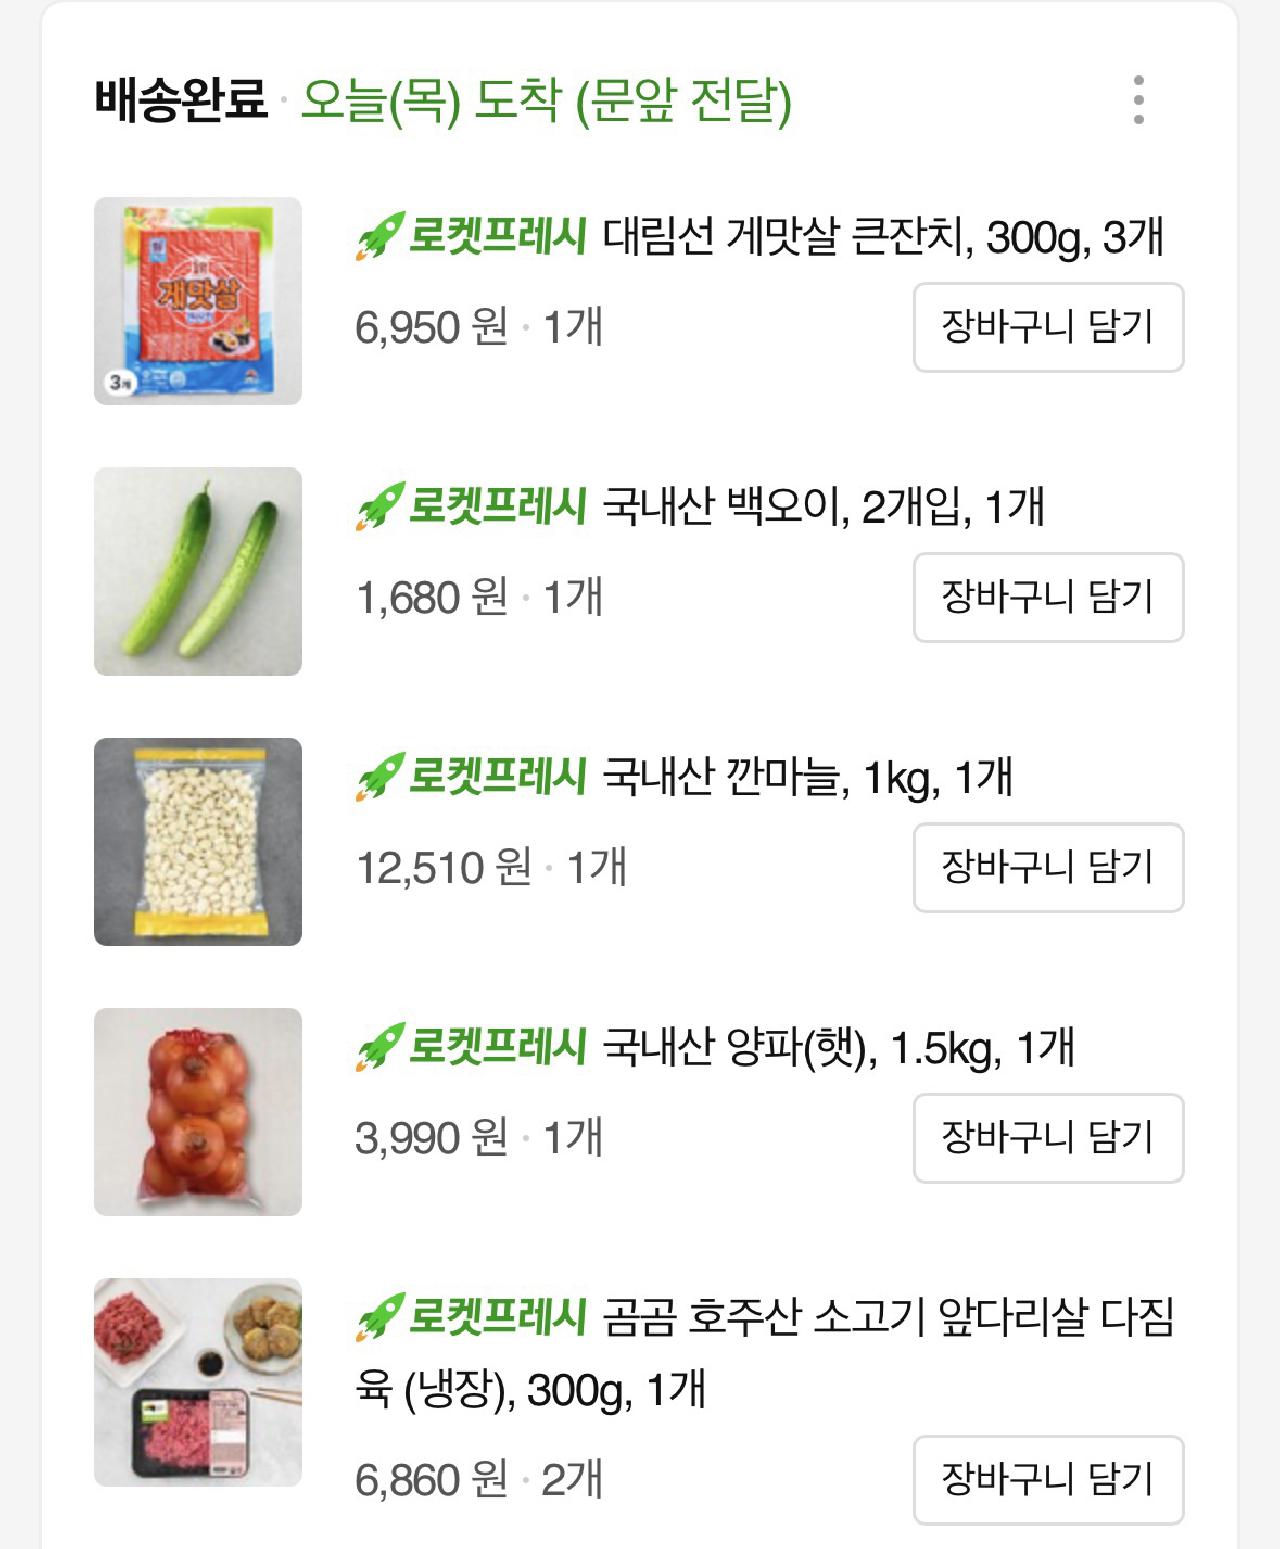 배송완료 · 오늘(목) 도착 (문앞 전달)
게맛살
3개
로켓프레시 대림선 게맛살 큰잔치, 300g, 3개
6,950 원 · 1개
장바구니 담기
로켓프레시 국내산 백오이, 2개입, 1개
1,680 원 · 1개
장바구니 담기
로켓프레시 국내산 깐마늘, 1kg, 1개
12,510 원 · 1개
장바구니 담기
로켓프레시 국내산 양파(햇), 1.5kg, 1개
3,990 원 · 1개
장바구니 담기
로켓프레시 곰곰 호주산 소고기 앞다리살 다짐
육 (냉장), 300g, 1개
6,860 원 · 2개
장바구니 담기